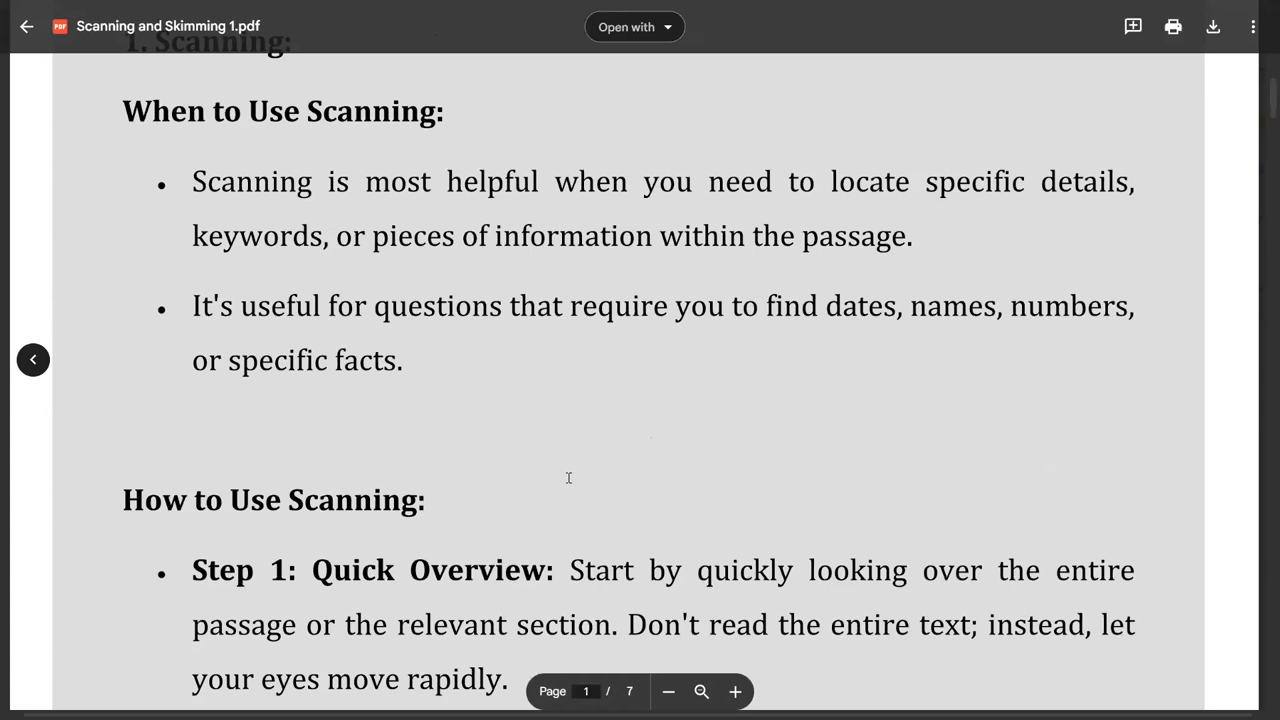 Scanning and Skimming 1.pdf
Open with
1. Scanning:
When to Use Scanning:
• Scanning is most helpful when you need to locate specific details,
keywords, or pieces of information within the passage.
• It's useful for questions that require you to find dates, names, numbers,
or specific facts.
How to Use Scanning:
• Step 1: Quick Overview: Start by quickly looking over the entire
passage or the relevant section. Don't read the entire text; instead, let
your eyes move rapidly.
Page 1 / 7